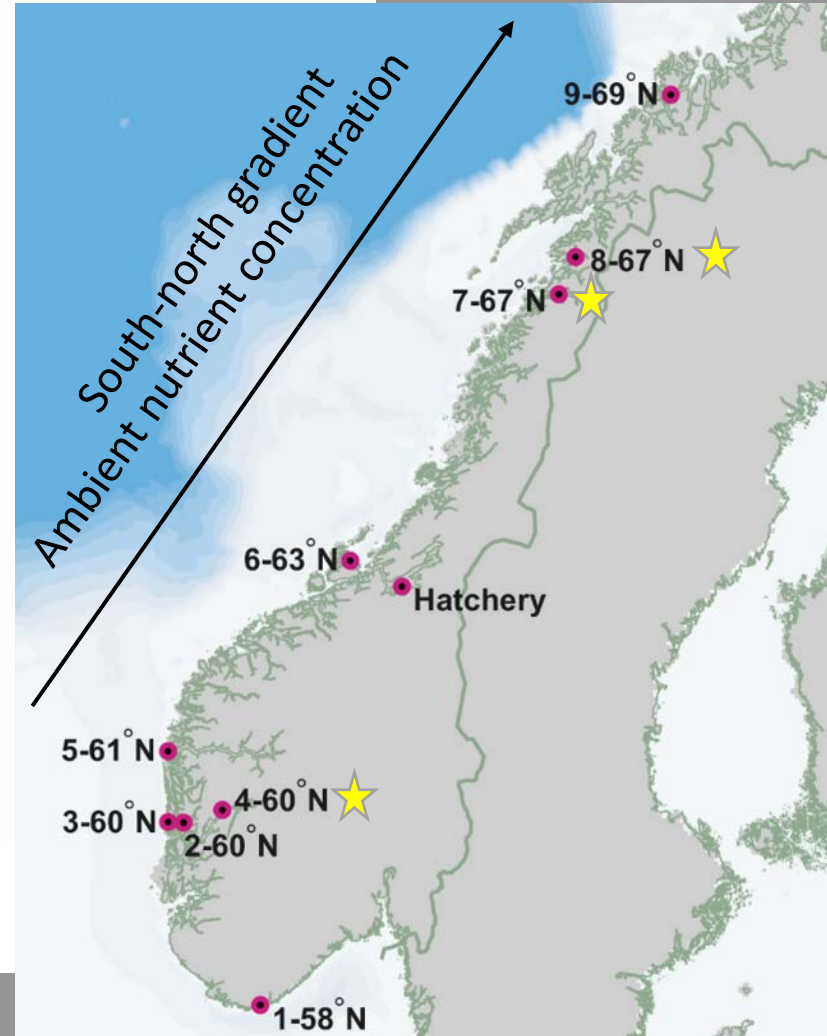 South-north gradient
Ambient nutrient concentration
9-69°N
8-67°N
7-67°N
6-63°N
Hatchery
5-61°N
4-60°N
3-60°N
2-60°N
1-58°N